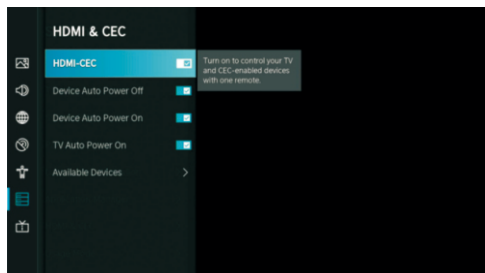 HDMI & CEC
HDMI-CEC
Turn on to control your TV
and CEC-enabled devices
with one remote.
Device Auto Power Off
Device Auto Power On
TV Auto Power On
Available Devices